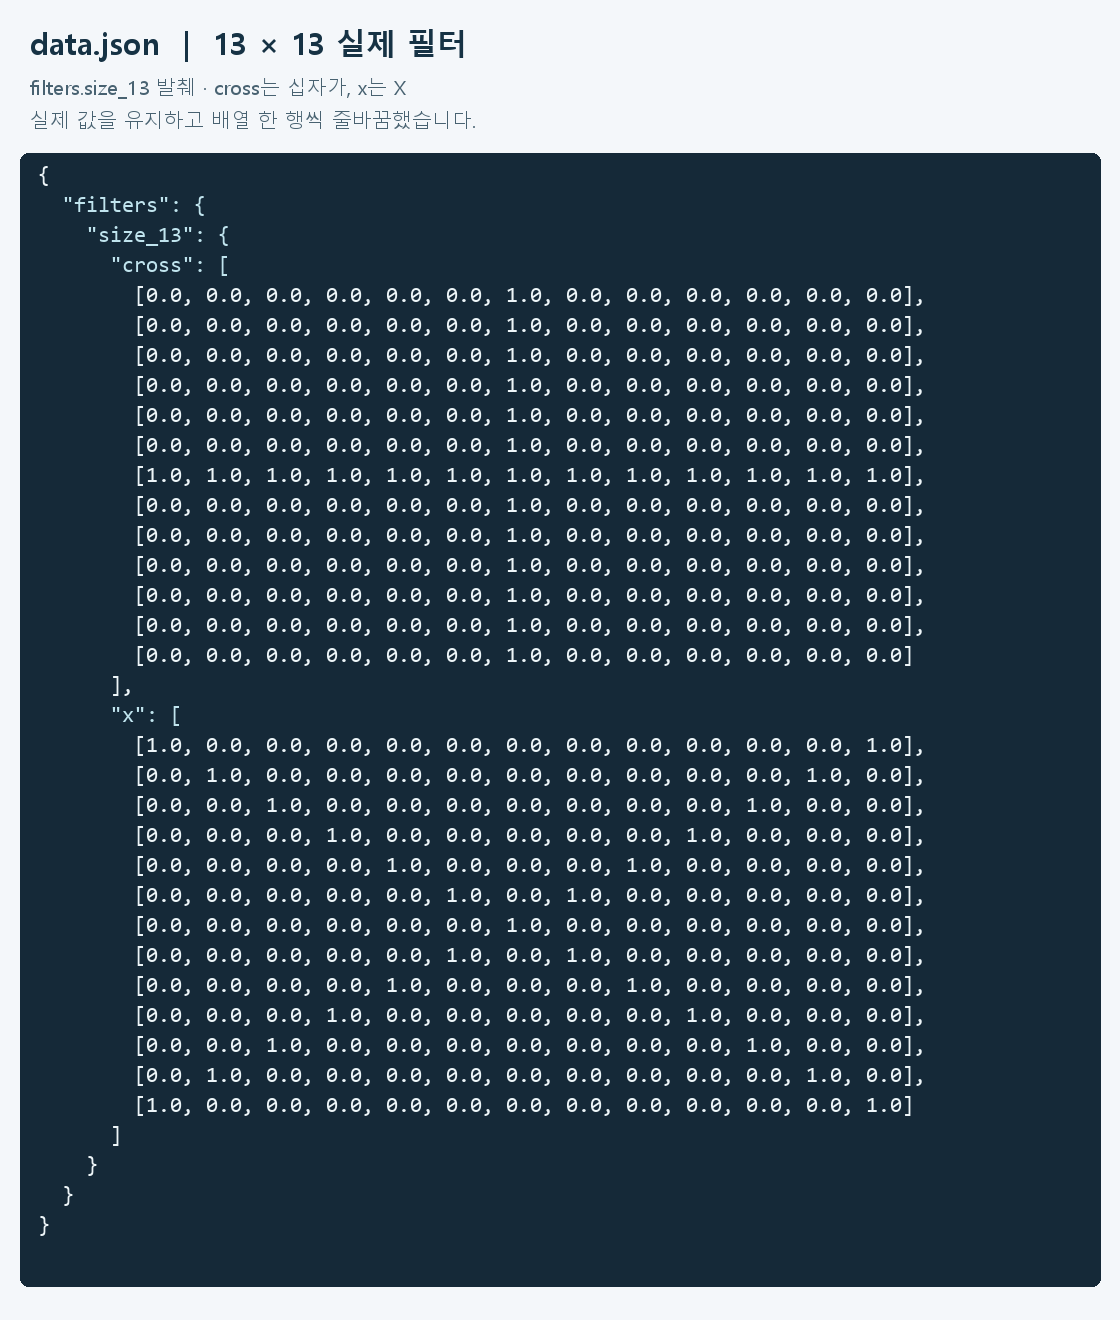 data.json | 13 × 13 실제 필터
filters.size_13 발췌 · cross는 십자가, x는 X
실제 값을 유지하고 배열 한 행씩 줄바꿈했습니다.
{
  "filters": {
    "size_13": {
      "cross": [
        [0.0, 0.0, 0.0, 0.0, 0.0, 0.0, 1.0, 0.0, 0.0, 0.0, 0.0, 0.0, 0.0],
        [0.0, 0.0, 0.0, 0.0, 0.0, 0.0, 1.0, 0.0, 0.0, 0.0, 0.0, 0.0, 0.0],
        [0.0, 0.0, 0.0, 0.0, 0.0, 0.0, 1.0, 0.0, 0.0, 0.0, 0.0, 0.0, 0.0],
        [0.0, 0.0, 0.0, 0.0, 0.0, 0.0, 1.0, 0.0, 0.0, 0.0, 0.0, 0.0, 0.0],
        [0.0, 0.0, 0.0, 0.0, 0.0, 0.0, 1.0, 0.0, 0.0, 0.0, 0.0, 0.0, 0.0],
        [0.0, 0.0, 0.0, 0.0, 0.0, 0.0, 1.0, 0.0, 0.0, 0.0, 0.0, 0.0, 0.0],
        [1.0, 1.0, 1.0, 1.0, 1.0, 1.0, 1.0, 1.0, 1.0, 1.0, 1.0, 1.0, 1.0],
        [0.0, 0.0, 0.0, 0.0, 0.0, 0.0, 1.0, 0.0, 0.0, 0.0, 0.0, 0.0, 0.0],
        [0.0, 0.0, 0.0, 0.0, 0.0, 0.0, 1.0, 0.0, 0.0, 0.0, 0.0, 0.0, 0.0],
        [0.0, 0.0, 0.0, 0.0, 0.0, 0.0, 1.0, 0.0, 0.0, 0.0, 0.0, 0.0, 0.0],
        [0.0, 0.0, 0.0, 0.0, 0.0, 0.0, 1.0, 0.0, 0.0, 0.0, 0.0, 0.0, 0.0],
        [0.0, 0.0, 0.0, 0.0, 0.0, 0.0, 1.0, 0.0, 0.0, 0.0, 0.0, 0.0, 0.0],
        [0.0, 0.0, 0.0, 0.0, 0.0, 0.0, 1.0, 0.0, 0.0, 0.0, 0.0, 0.0, 0.0]
      ],
      "x": [
        [1.0, 0.0, 0.0, 0.0, 0.0, 0.0, 0.0, 0.0, 0.0, 0.0, 0.0, 0.0, 1.0],
        [0.0, 1.0, 0.0, 0.0, 0.0, 0.0, 0.0, 0.0, 0.0, 0.0, 0.0, 1.0, 0.0],
        [0.0, 0.0, 1.0, 0.0, 0.0, 0.0, 0.0, 0.0, 0.0, 0.0, 1.0, 0.0, 0.0],
        [0.0, 0.0, 0.0, 1.0, 0.0, 0.0, 0.0, 0.0, 0.0, 1.0, 0.0, 0.0, 0.0],
        [0.0, 0.0, 0.0, 0.0, 1.0, 0.0, 0.0, 0.0, 1.0, 0.0, 0.0, 0.0, 0.0],
        [0.0, 0.0, 0.0, 0.0, 0.0, 1.0, 0.0, 1.0, 0.0, 0.0, 0.0, 0.0, 0.0],
        [0.0, 0.0, 0.0, 0.0, 0.0, 0.0, 1.0, 0.0, 0.0, 0.0, 0.0, 0.0, 0.0],
        [0.0, 0.0, 0.0, 0.0, 0.0, 1.0, 0.0, 1.0, 0.0, 0.0, 0.0, 0.0, 0.0],
        [0.0, 0.0, 0.0, 0.0, 1.0, 0.0, 0.0, 0.0, 1.0, 0.0, 0.0, 0.0, 0.0],
        [0.0, 0.0, 0.0, 1.0, 0.0, 0.0, 0.0, 0.0, 0.0, 1.0, 0.0, 0.0, 0.0],
        [0.0, 0.0, 1.0, 0.0, 0.0, 0.0, 0.0, 0.0, 0.0, 0.0, 1.0, 0.0, 0.0],
        [0.0, 1.0, 0.0, 0.0, 0.0, 0.0, 0.0, 0.0, 0.0, 0.0, 0.0, 1.0, 0.0],
        [1.0, 0.0, 0.0, 0.0, 0.0, 0.0, 0.0, 0.0, 0.0, 0.0, 0.0, 0.0, 1.0]
      ]
    }
  }
}